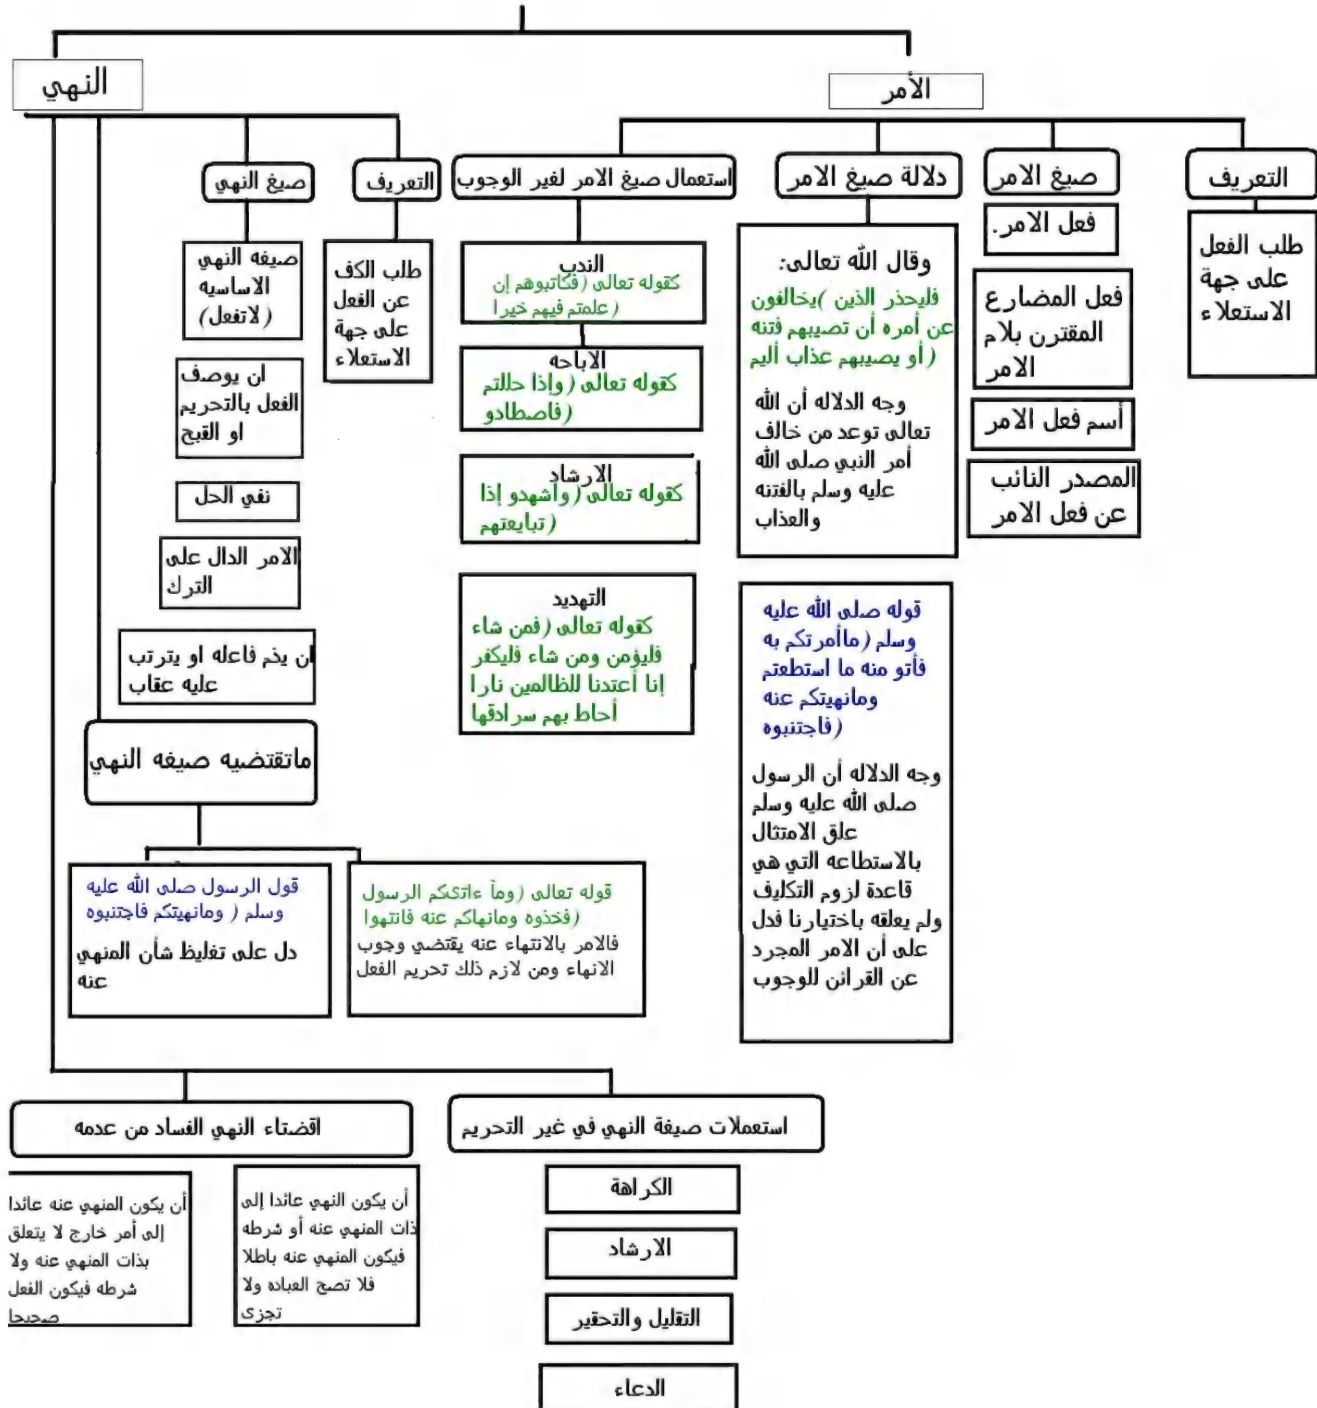 الأمر
التعريف
طلب الفعل
على جهة
الاستعلاء
صيغ الامر
فعل الامر.
فعل المضارع
المقترن بلام
الامر
أسم فعل الامر
المصدر النائب
عن فعل الامر
دلالة صيغ الامر
وقال الله تعالى:
فليحذر الذين )يخالفون
عن أمره أن تصيبهم فتنه
( أو يصيبهم عذاب أليم
وجه الدلاله أن الله
تعالى توعد من خالف
أمر النبي صلى الله
عليه وسلم بالفتنه
والعذاب
قوله صلى الله عليه
وسلم ( ماأمرتكم به
فأتو منه ما استطعتم
ومانهيتكم عنه
(فاجتنبوه
وجه الدلاله أن الرسول
صلى الله عليه وسلم
علق الامتثال
بالاستطاعه التي هي
قاعدة لزوم التكليف
ولم يعلقه باختيارنا فدل
على أن الامر المجرد
عن القرائن للوجوب
استعمال صيغ الامر لغير الوجوب
الندب
كقوله تعالى (فكاتبوهم إن
(علمتم فيهم خيرا
الاباحه
كقوله تعالى ( وإذا حللتم
(فاصطادو
الارشاد
كقوله تعالى ( واشهدو إذا
( تبايعتهم
التهديد
كقوله تعالى (فمن شاء
فليؤمن ومن شاء فليكفر
إنا أعتدنا للظالمين نارا
أحاط بهم سرادقها
النهي
التعريف
طلب الكف
عن الفعل
على جهة
الاستعلاء
صيغ النهي
صيغه النهي
الاساسيه
(لاتفعل)
ان يوصف
الفعل بالتحريم
او القبح
نفي الحل
الامر الدال على
الترك
ان يذم فاعله او يترتب
عليه عقاب
ماتقتضيه صيغه النهي
قوله تعالى (ومآ ءاتىكم الرسول
(فخذوه ومانهاكم عنه فانتهوا
فالامر بالانتهاء عنه يقتضي وجوب
الانهاء ومن لازم ذلك تحريم الفعل
قول الرسول صلى الله عليه
وسلم ( ومانهيتكم فاجتنبوه
دل على تغليظ شأن المنهي
عنه
استعملات صيغة النهي في غير التحريم
الكراهة
الارشاد
التقليل والتحقير
الدعاء
اقضتاء النهي الفساد من عدمه
أن يكون النهي عائدا إلى
ذات المنهي عنه أو شرطه
فيكون المنهي عنه باطلا
فلا تصح العباده ولا
تجزى
أن يكون المنهي عنه عائدا
إلى أمر خارج لا يتعلق
بذات المنهي عنه ولا
شرطه فيكون الفعل
صحيحا